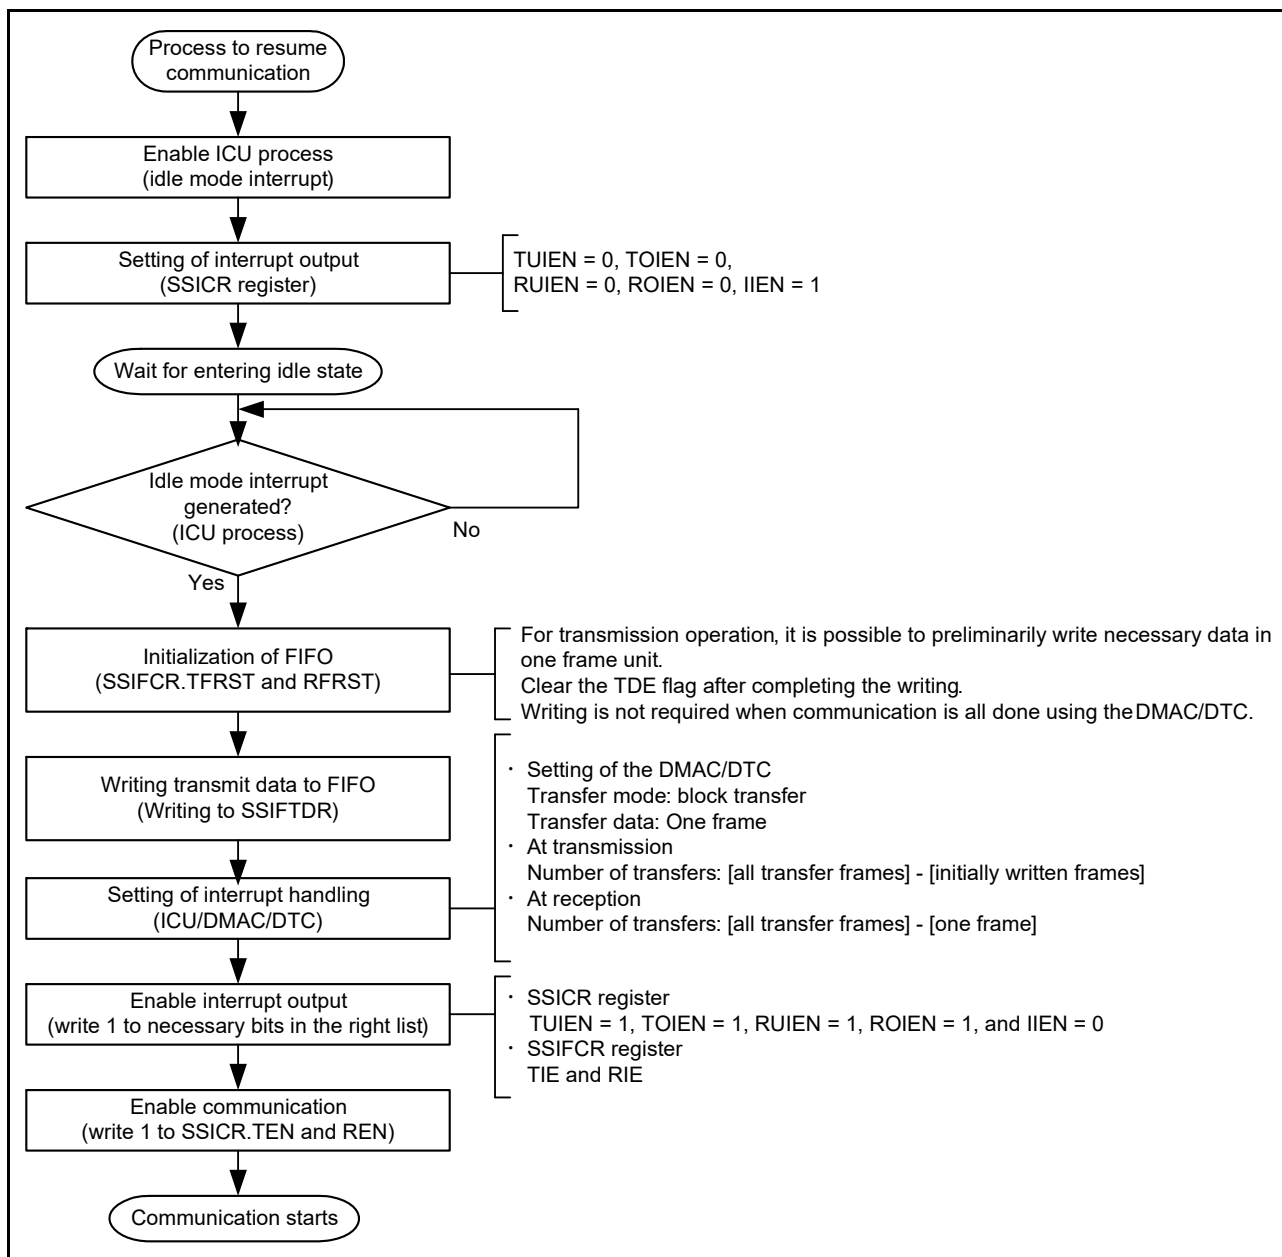 Process to resume
communication
Enable ICU process
(idle mode interrupt)
Setting of interrupt output
(SSICR register)
TUIEN = 0, TOIEN = 0,
RUIEN = 0, ROIEN = 0, IIEN = 1
Wait for entering idle state
Idle mode interrupt
generated?
(ICU process)
No
Yes
Initialization of FIFO
(SSIFCR.TFRST and RFRST)
For transmission operation, it is possible to preliminarily write necessary data in
one frame unit.
Clear the TDE flag after completing the writing.
Writing is not required when communication is all done using the DMAC/DTC.
Writing transmit data to FIFO
(Writing to SSIFTDR)
Setting of interrupt handling
(ICU/DMAC/DTC)
· Setting of the DMAC/DTC
Transfer mode: block transfer
Transfer data: One frame
· At transmission
Number of transfers: [all transfer frames] - [initially written frames]
· At reception
Number of transfers: [all transfer frames] - [one frame]
Enable interrupt output
(write 1 to necessary bits in the right list)
· SSICR register
TUIEN = 1, TOIEN = 1, RUIEN = 1, ROIEN = 1, and IIEN = 0
· SSIFCR register
TIE and RIE
Enable communication
(write 1 to SSICR.TEN and REN)
Communication starts